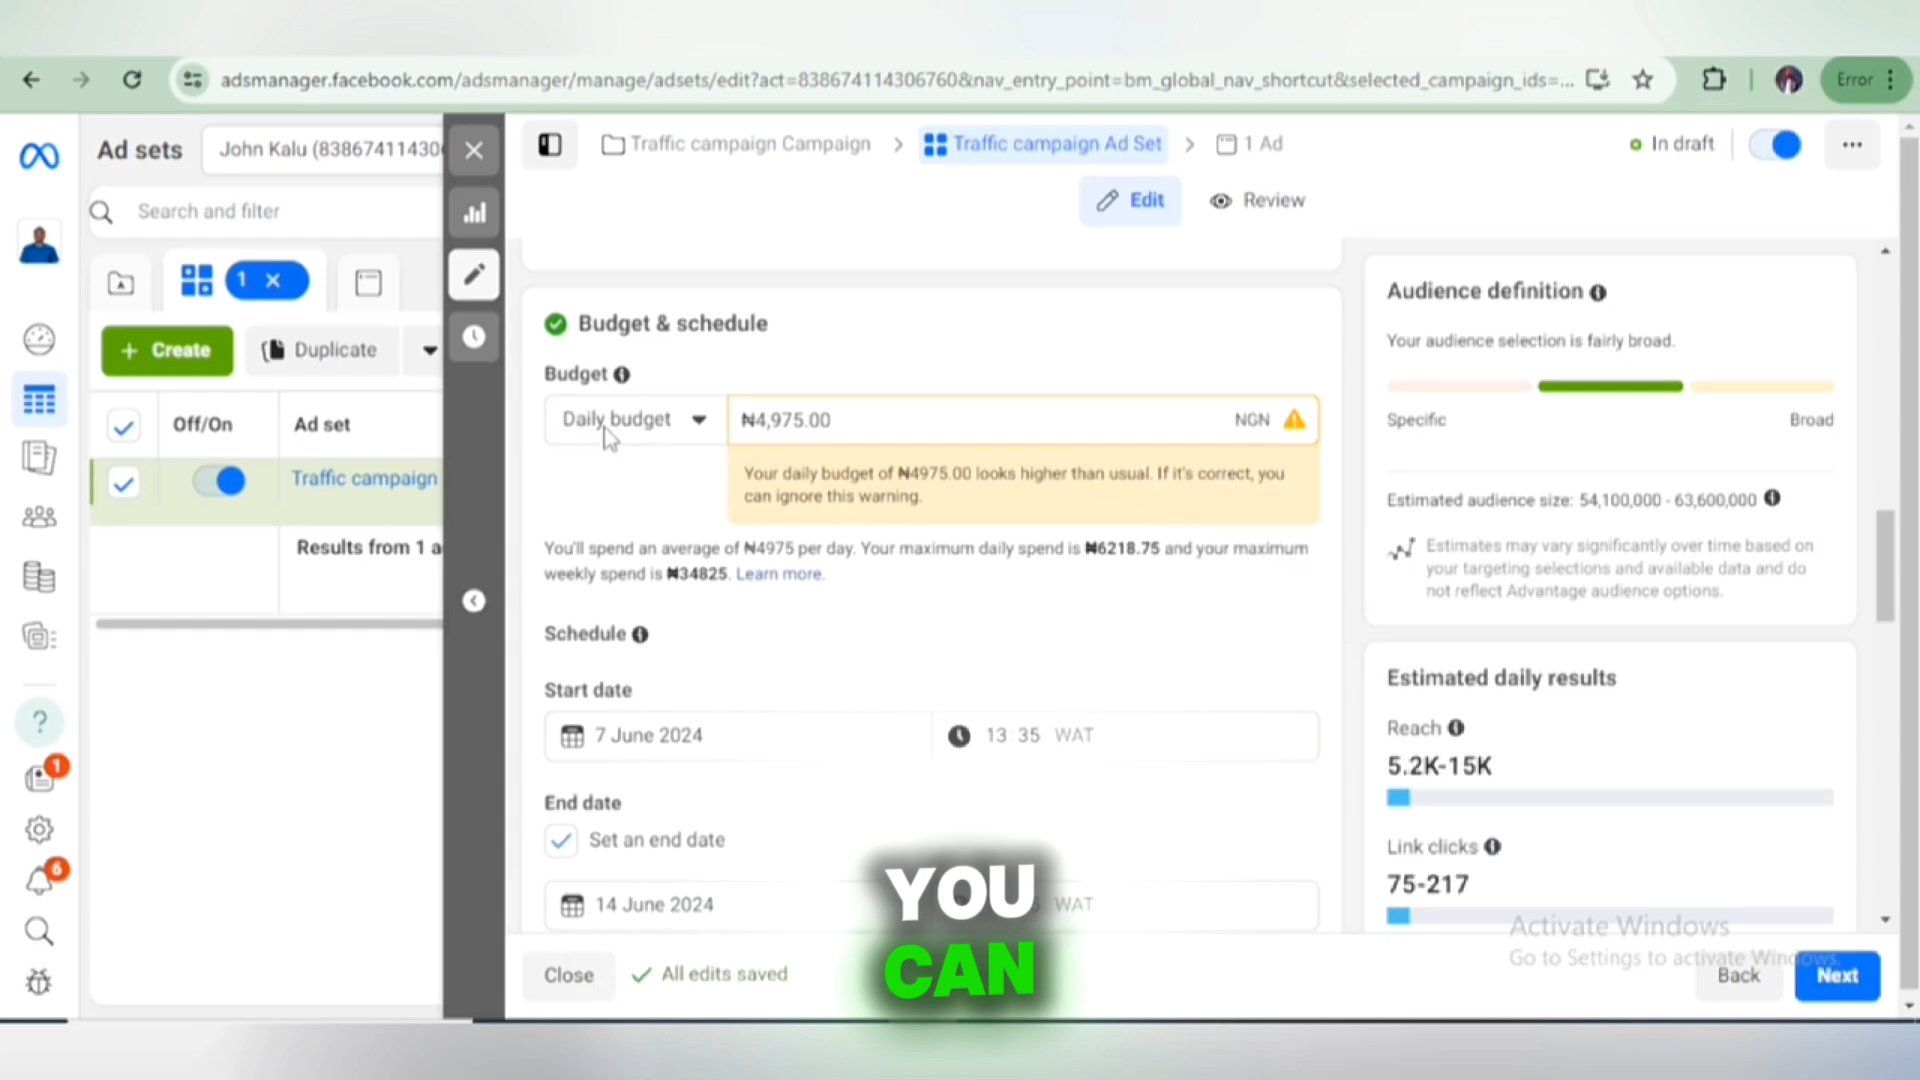 adsmanager.facebook.com/adsmanager/manage/adsets/edit?act=838674114306760&nav_entry_point=bm_global_nav_shortcut&selected_campaign_ids=...
Error
Ad sets
John Kalu (83867411430
Search and filter
1
Create
Duplicate
Off/On
Ad set
Traffic campaign
Results from 1 a
1
6
Traffic campaign Campaign
Traffic campaign Ad Set
1 Ad
In draft
Edit
Review
Budget & schedule
Budget
Daily budget
₦4,975.00
NGN
Your daily budget of ₦4975.00 looks higher than usual. If it's correct, you
can ignore this warning.
You'll spend an average of ₦4975 per day. Your maximum daily spend is ₦6218.75 and your maximum
weekly spend is ₦34825. Learn more.
Schedule
Start date
7 June 2024
13:35 WAT
End date
Set an end date
14 June 2024
WAT
YOU
CAN
Close
All edits saved
Audience definition
Your audience selection is fairly broad.
Specific
Broad
Estimated audience size: 54,100,000 - 63,600,000
Estimates may vary significantly over time based on
your targeting selections and available data and do
not reflect Advantage audience options.
Estimated daily results
Reach
5.2K-15K
Link clicks
75-217
Activate Windows
Go to Settings to activate Windows.
Back
Next